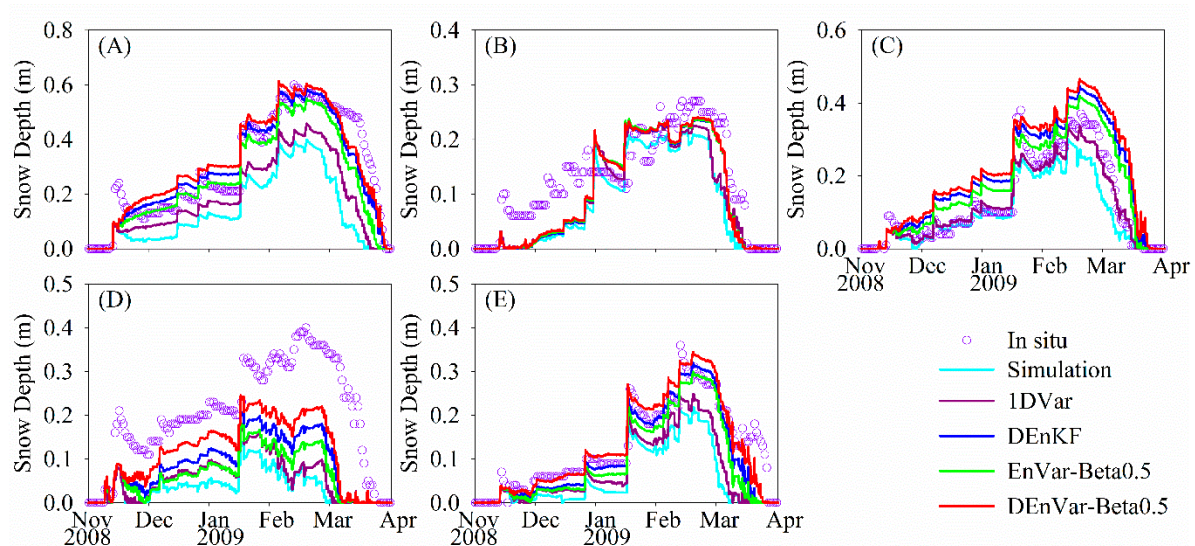 (A)
Snow Depth (m)
0.8
0.6
0.4
0.2
0.0
(B)
Snow Depth (m)
0.4
0.3
0.2
0.1
0.0
(C)
Snow Depth (m)
0.6
0.4
0.2
0.0
Nov Dec Jan Feb Mar Apr
2008 2009
(D)
Snow Depth (m)
0.5
0.4
0.3
0.2
0.1
0.0
Nov Dec Jan Feb Mar Apr
2008 2009
(E)
Snow Depth (m)
0.5
0.4
0.3
0.2
0.1
0.0
Nov Dec Jan Feb Mar Apr
2008 2009
In situ
Simulation
1DVar
DEnKF
EnVar-Beta0.5
DEnVar-Beta0.5